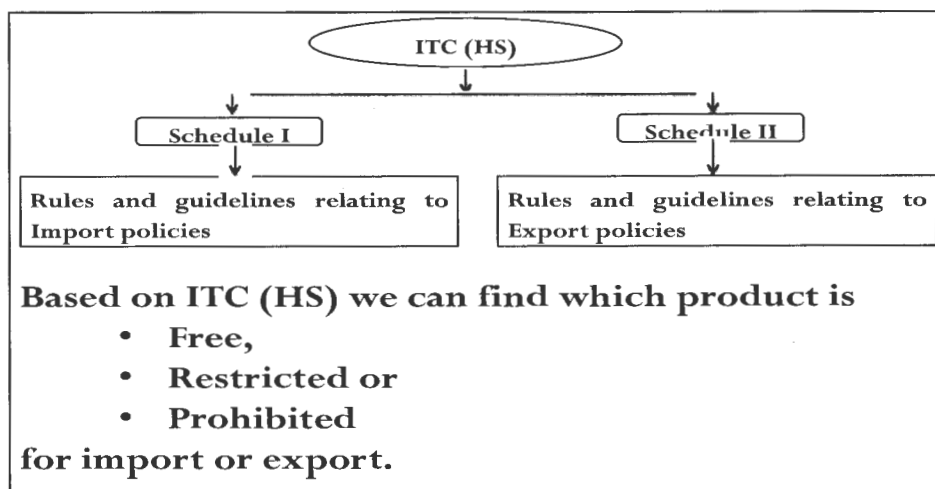 ITC (HS)
Schedule I
Schedule II
Rules and guidelines relating to
Import policies
Rules and guidelines relating to
Export policies
Based on ITC (HS) we can find which product is
• Free,
• Restricted or
• Prohibited
for import or export.